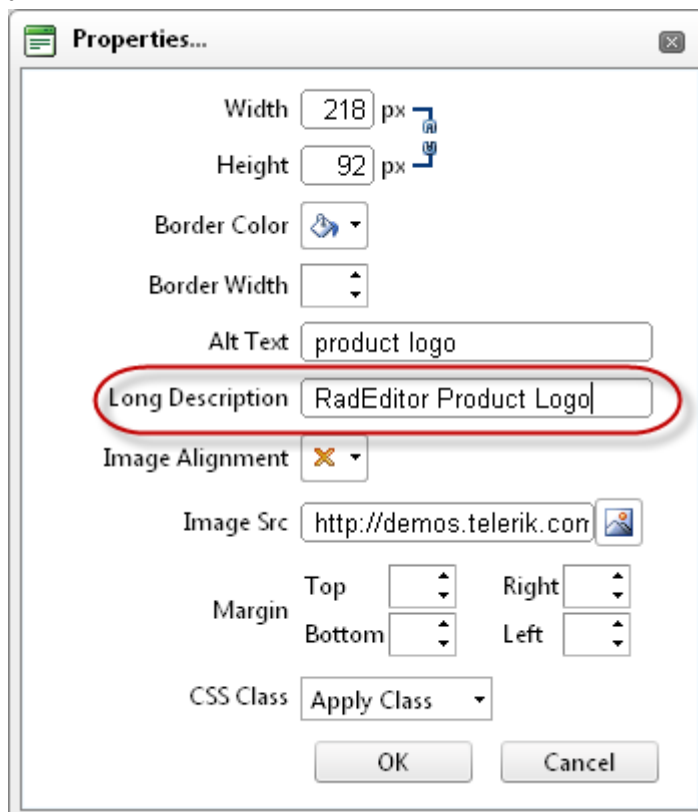 Properties...
Width 218 px
Height 92 px
Border Color
Border Width
Alt Text product logo
Long Description RadEditor Product Logo
Image Alignment
Image Src http://demos.telerik.com
Margin
Top Right
Bottom Left
CSS Class Apply Class
OK Cancel